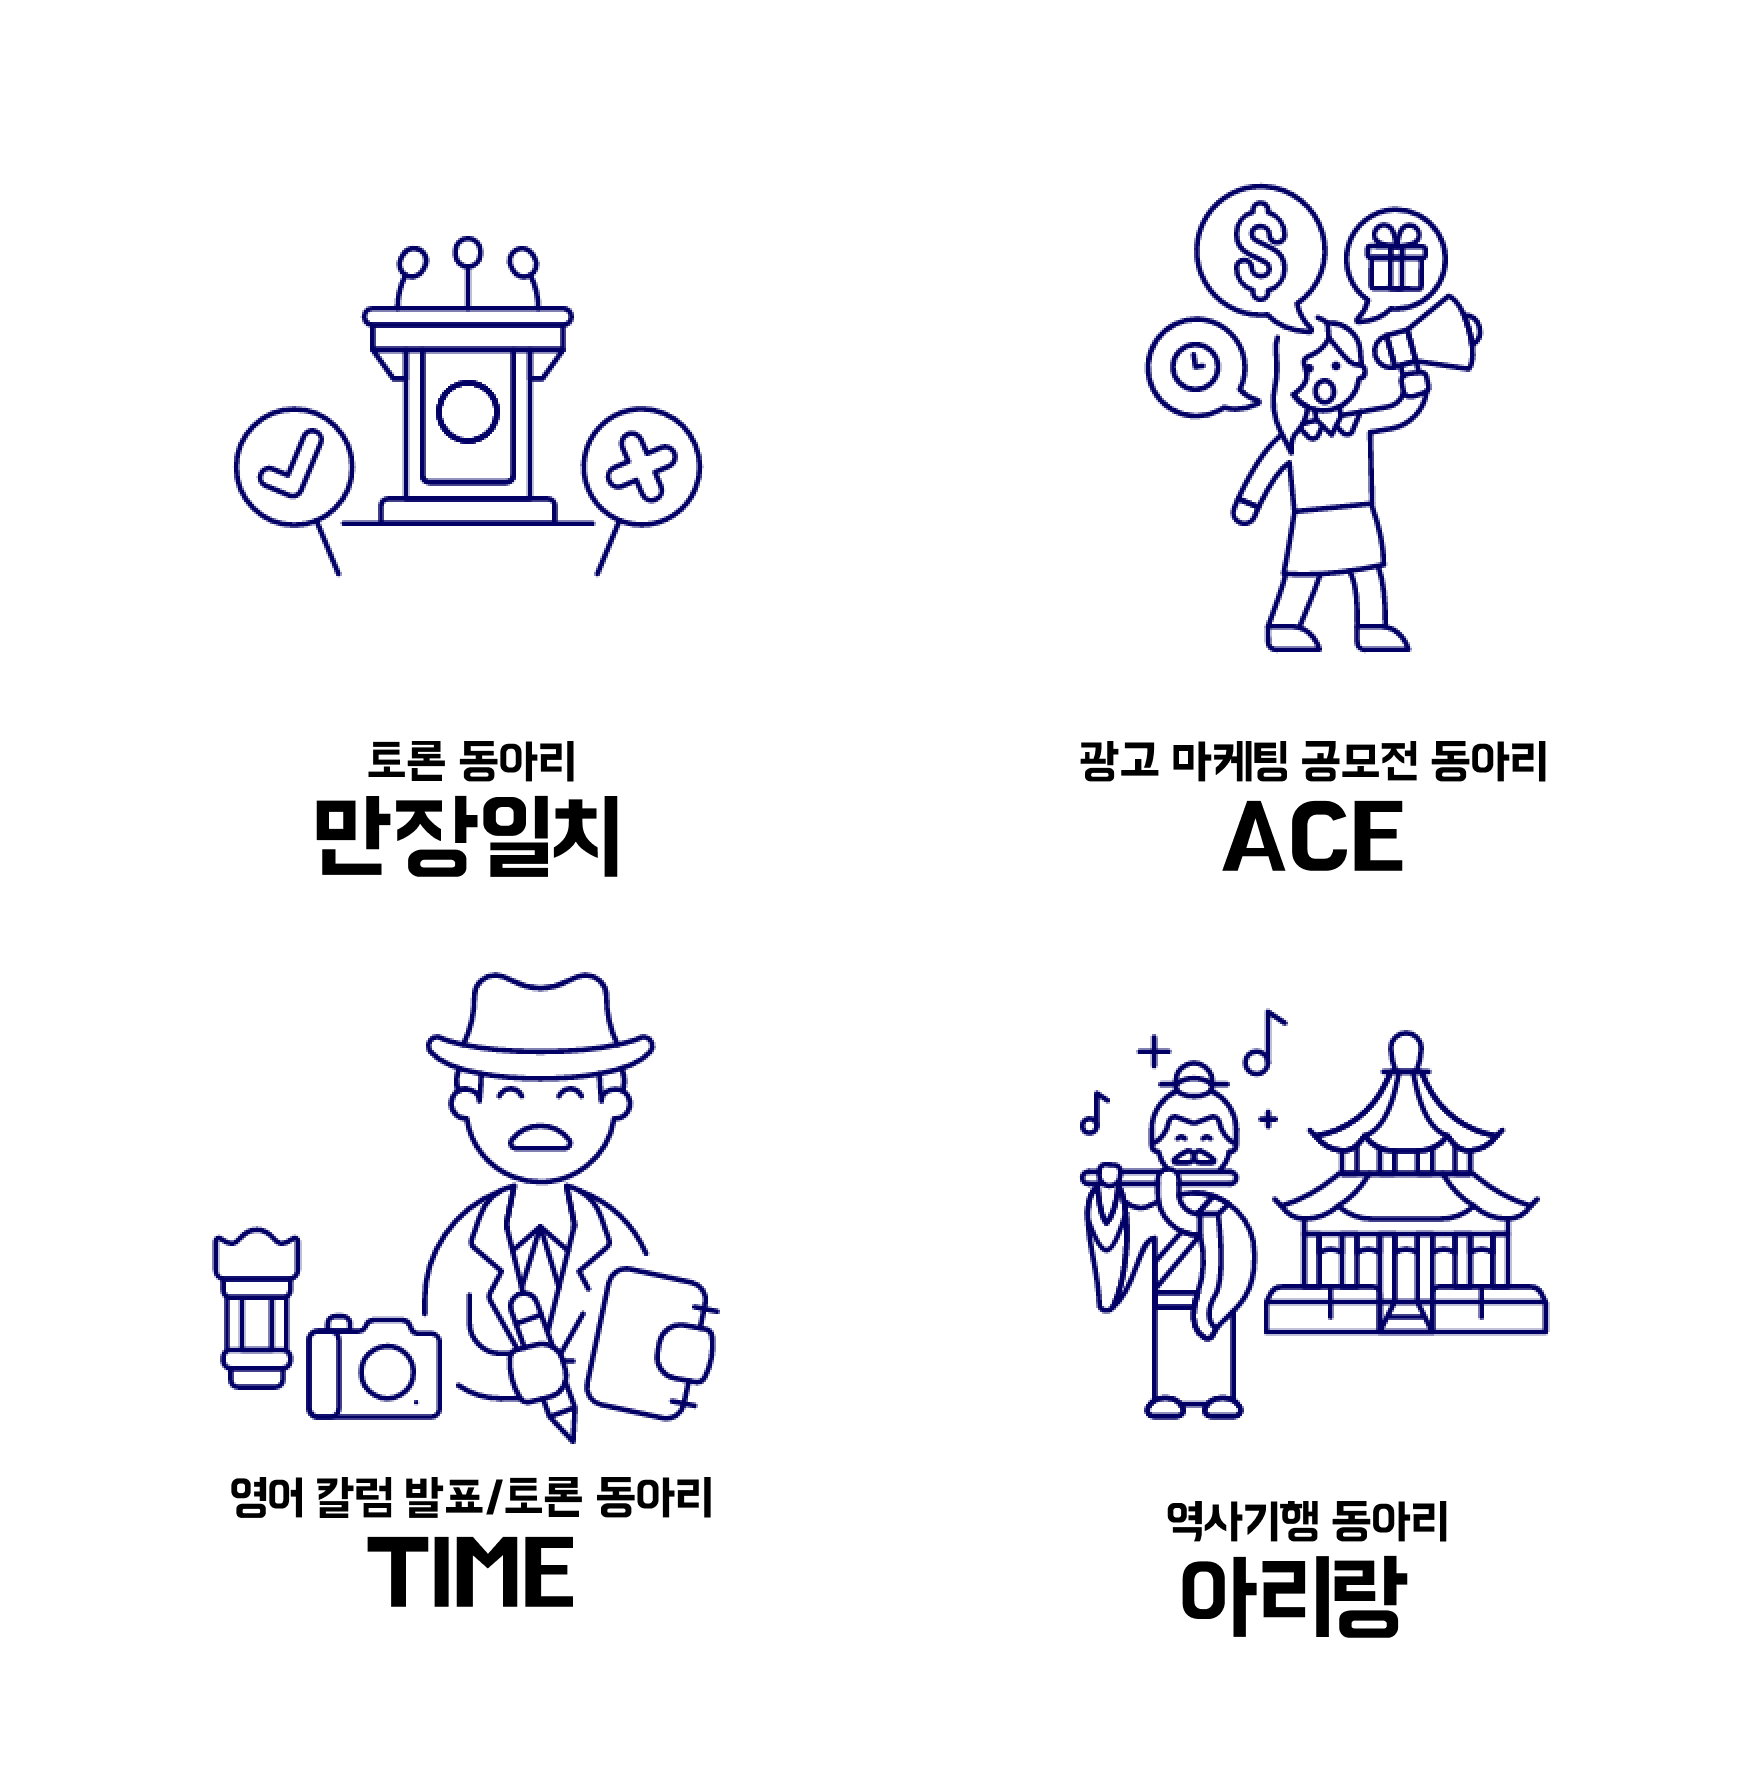 토론 동아리
만장일치
광고 마케팅 공모전 동아리
ACE
영어 칼럼 발표/토론 동아리
TIME
역사기행 동아리
아리랑